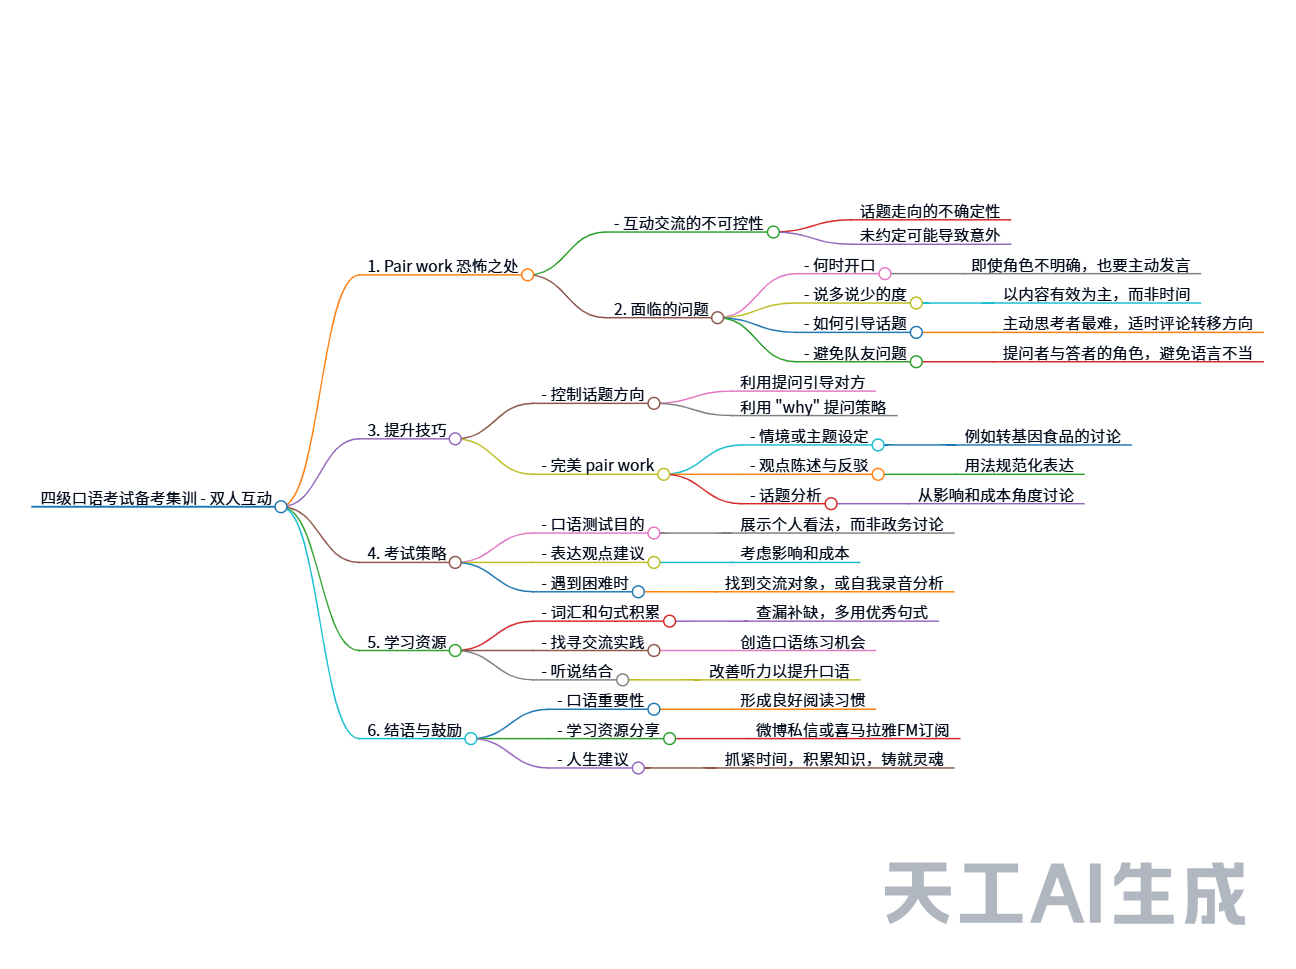 四级口语考试备考集训 - 双人互动
1. Pair work 恐怖之处
- 互动交流的不可控性
话题走向的不确定性
未约定可能导致意外
2. 面临的问题
- 何时开口
即使角色不明确，也要主动发言
- 说多说少的度
以内容有效为主，而非时间
- 如何引导话题
主动思考者最难，适时评论转移方向
- 避免队友问题
提问者与答者的角色，避免语言不当
3. 提升技巧
- 控制话题方向
利用提问引导对方
利用 "why" 提问策略
- 完美 pair work
- 情境或主题设定
例如转基因食品的讨论
- 观点陈述与反驳
用法规范化表达
- 话题分析
从影响和成本角度讨论
4. 考试策略
- 口语测试目的
展示个人看法，而非政务讨论
- 表达观点建议
考虑影响和成本
- 遇到困难时
找到交流对象，或自我录音分析
5. 学习资源
- 词汇和句式积累
查漏补缺，多用优秀句式
- 找寻交流实践
创造口语练习机会
- 听说结合
改善听力以提升口语
6. 结语与鼓励
- 口语重要性
形成良好阅读习惯
- 学习资源分享
微博私信或喜马拉雅FM订阅
- 人生建议
抓紧时间，积累知识，铸就灵魂
天工AI生成